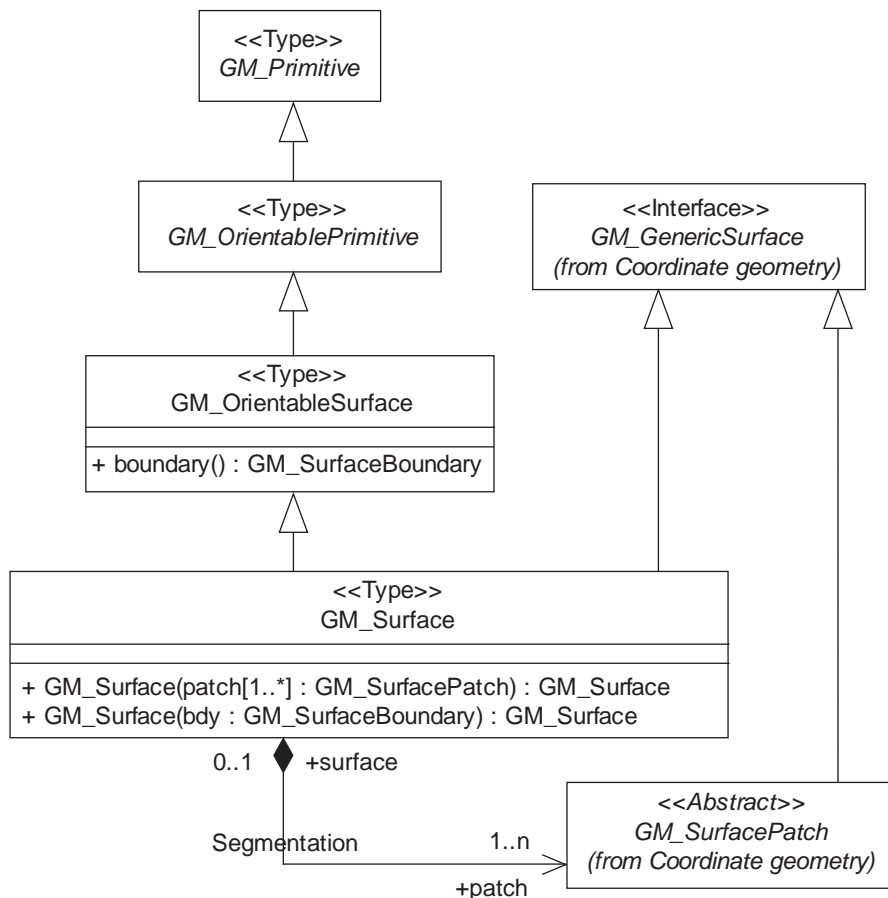 <<Type>>
GM_Primitive
<<Type>>
GM_OrientablePrimitive
<<Interface>>
GM_GenericSurface
(from Coordinate geometry)
<<Type>>
GM_OrientableSurface
+ boundary() : GM_SurfaceBoundary
<<Type>>
GM_Surface
+ GM_Surface(patch[1..*] : GM_SurfacePatch) : GM_Surface
+ GM_Surface(bdy : GM_SurfaceBoundary) : GM_Surface
0..1
+surface
Segmentation
1..n
+patch
<<Abstract>>
GM_SurfacePatch
(from Coordinate geometry)